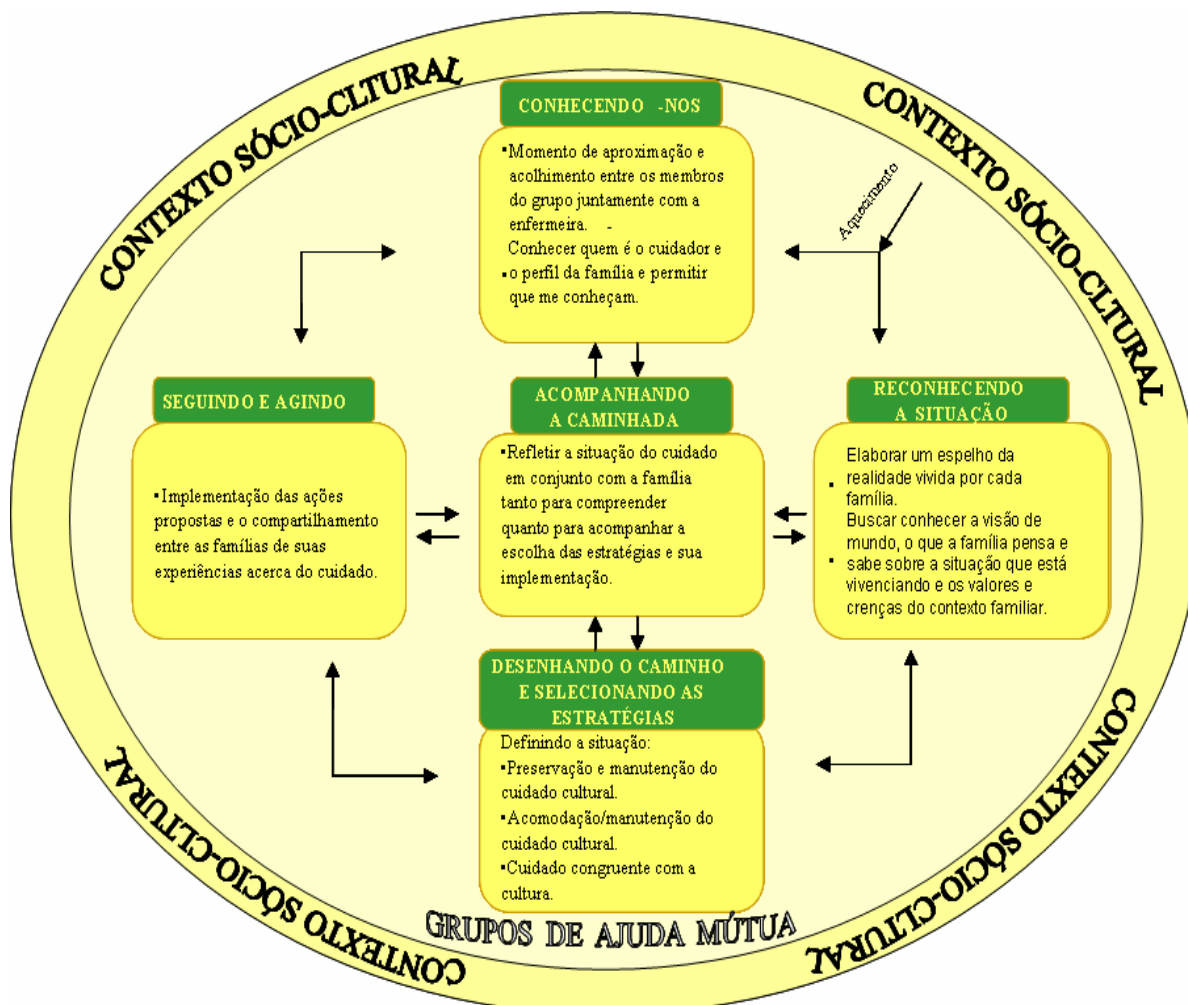 CONTEXTO SÓCIO-CLTURAL
CONTEXTO SÓCIO-CLTURAL
CONHECENDO -NOS
▪Momento de aproximação e
acolhimento entre os membros
do grupo juntamente com a
enfermeira. -
Conhecer quem é o cuidador e
▪ o perfil da família e permitir
que me conheçam.
Aquecimento
SEGUINDO E AGINDO
▪Implementação das ações
propostas e o compartilhamento
entre as famílias de suas
experiências acerca do cuidado.
ACOMPANHANDO
A CAMINHADA
▪Refletir a situação do cuidado
em conjunto com a família
tanto para compreender
quanto para acompanhar a
escolha das estratégias e sua
implementação.
RECONHECENDO
A SITUAÇÃO
Elaborar um espelho da
▪ realidade vivida por cada
família.
Buscar conhecer a visão de
mundo, o que a família pensa e
▪ sabe sobre a situação que está
vivenciando e os valores e
crenças do contexto familiar.
DESENHANDO O CAMINHO
E SELECIONANDO AS
ESTRATÉGIAS
Definindo a situação:
▪Preservação e manutenção do
cuidado cultural.
▪Acomodação/manutenção do
cuidado cultural.
▪Cuidado congruente com a
cultura.
GRUPOS DE AJUDA MÚTUA
CONTEXTO SÓCIO-CLTURAL
CONTEXTO SÓCIO-CLTURAL